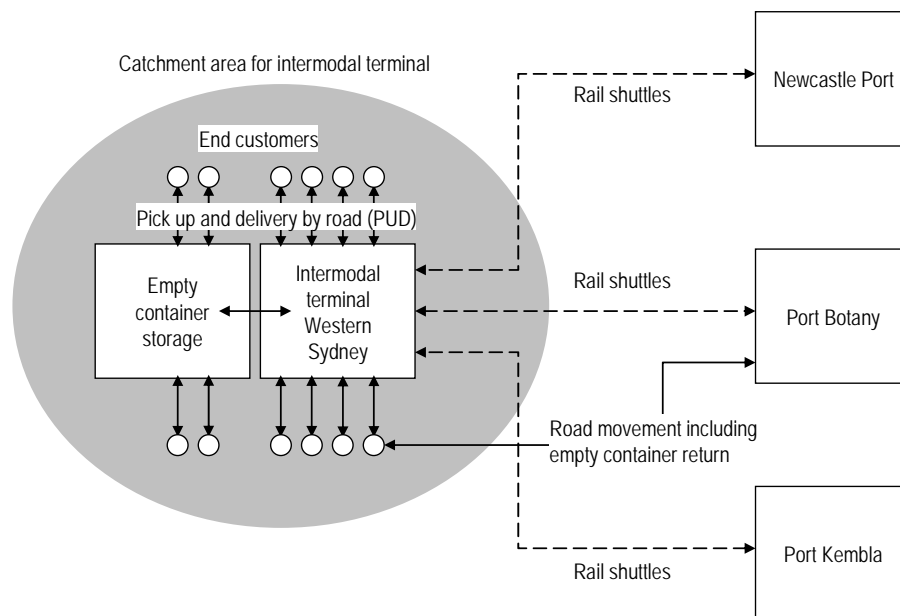 Catchment area for intermodal terminal
Newcastle Port
Rail shuttles
End customers
Pick up and delivery by road (PUD)
Empty
container
storage
Intermodal
terminal
Western
Sydney
Rail shuttles
Port Botany
Road movement including
empty container return
Port Kembla
Rail shuttles